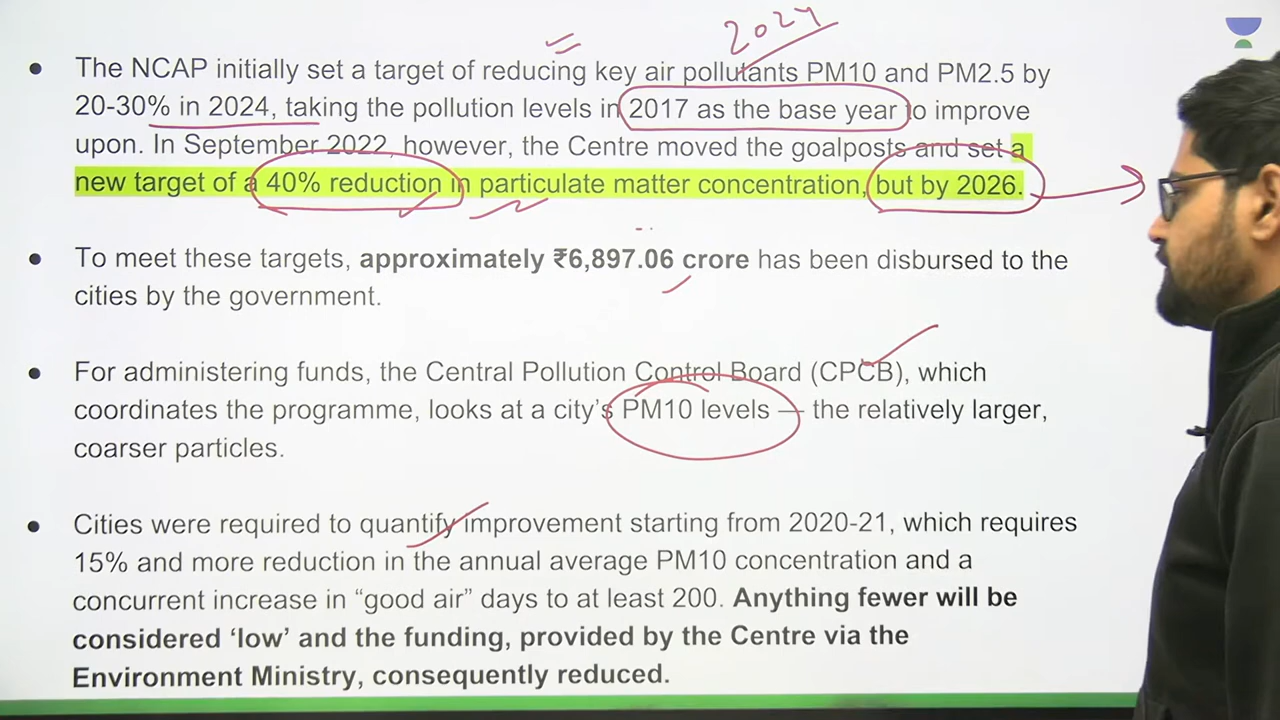 2024
The NCAP initially set a target of reducing key air pollutants PM10 and PM2.5 by
20-30% in 2024, taking the pollution levels in 2017 as the base year to improve
upon. In September 2022, however, the Centre moved the goalposts and set a
new target of a 40% reduction in particulate matter concentration, but by 2026.
To meet these targets, approximately ₹6,897.06 crore has been disbursed to the
cities by the government.
For administering funds, the Central Pollution Control Board (CPCB), which
coordinates the programme, looks at a city's PM10 levels — the relatively larger,
coarser particles.
Cities were required to quantify improvement starting from 2020-21, which requires
15% and more reduction in the annual average PM10 concentration and a
concurrent increase in “good air” days to at least 200. Anything fewer will be
considered ‘low’ and the funding, provided by the Centre via the
Environment Ministry, consequently reduced.